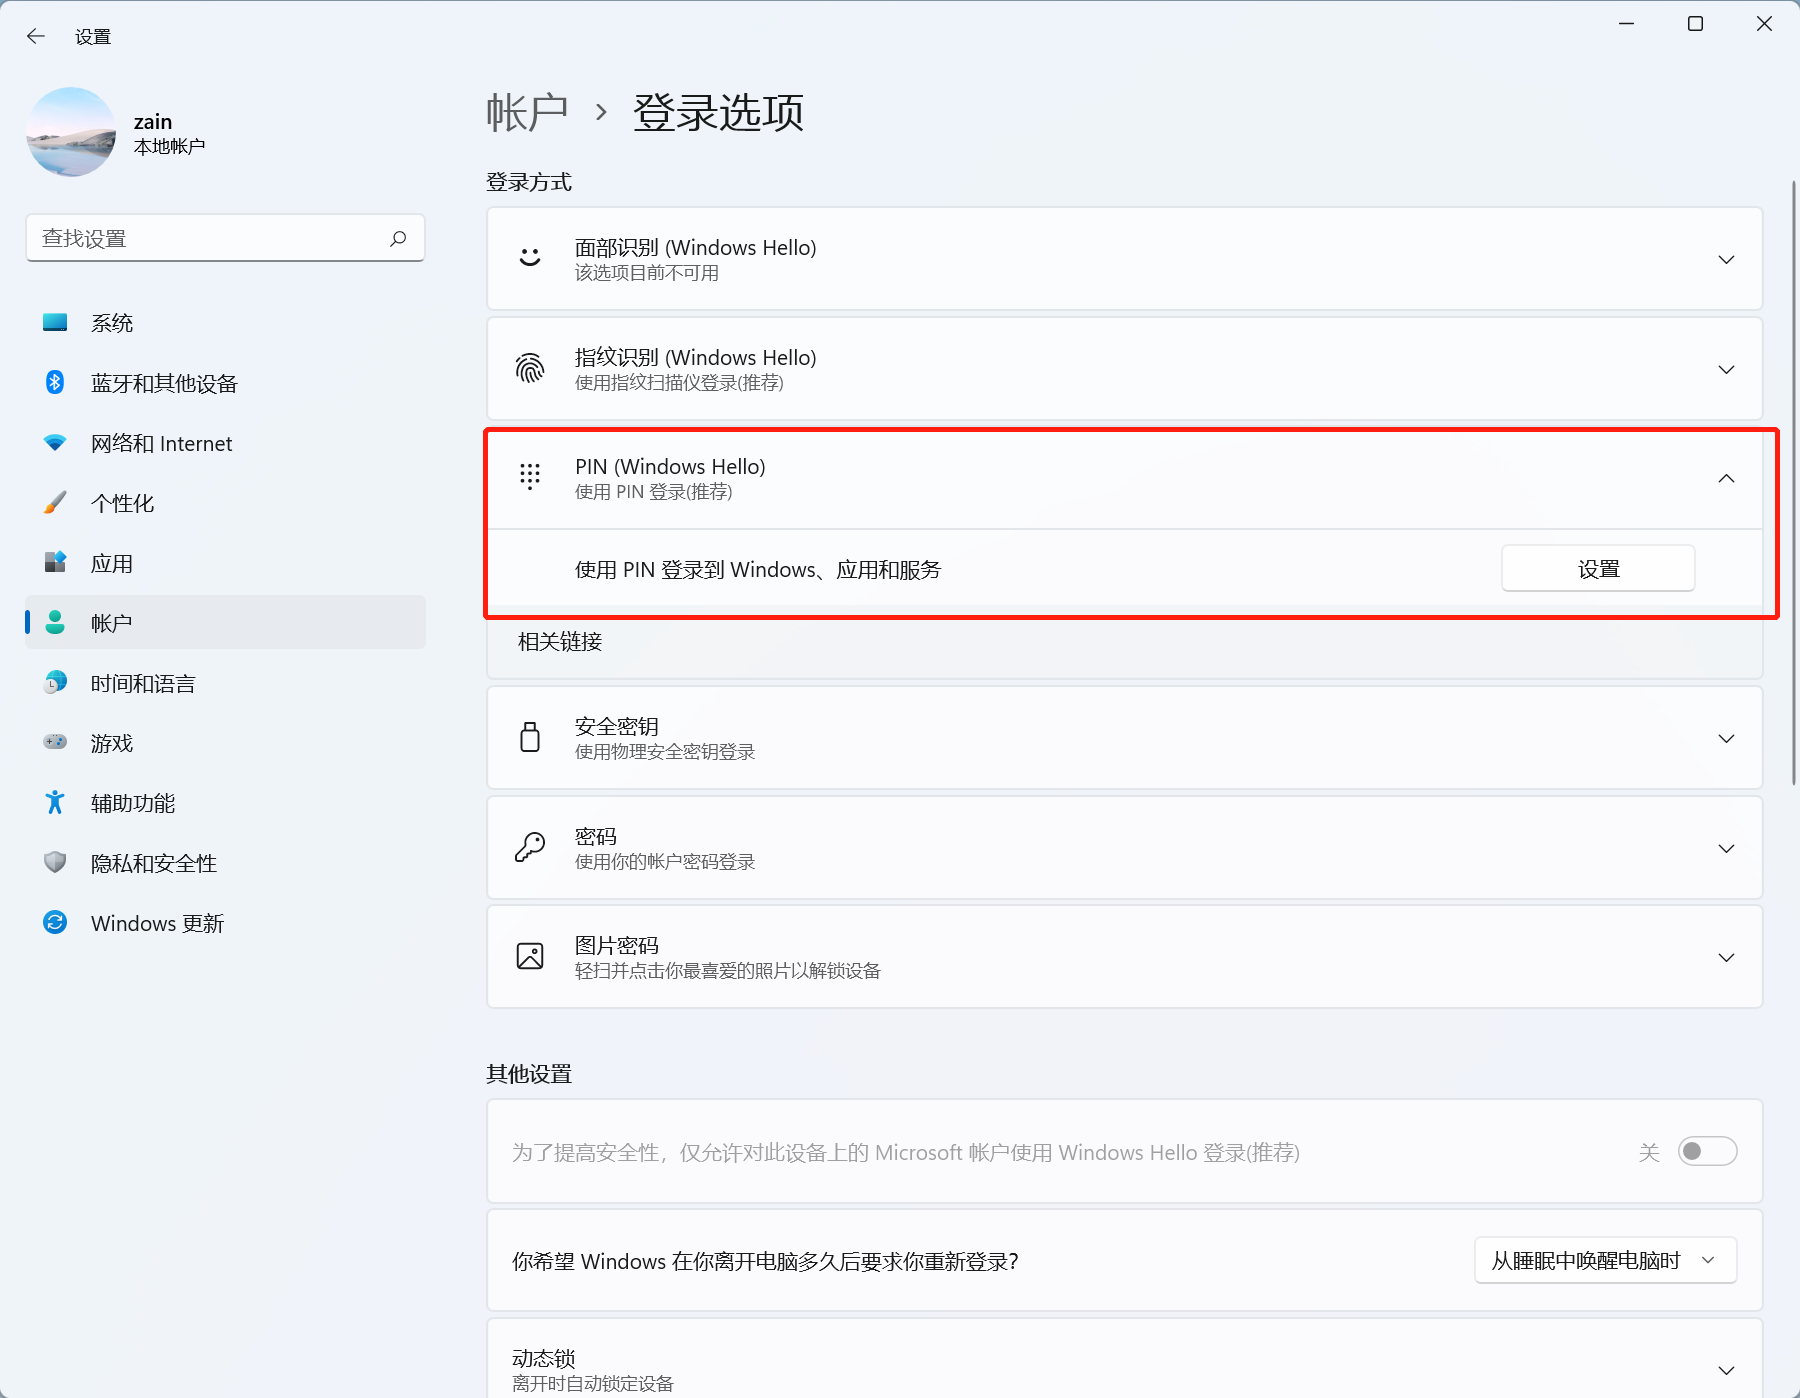 设置
zain
本地帐户
查找设置
系统
蓝牙和其他设备
网络和 Internet
个性化
应用
帐户
时间和语言
游戏
辅助功能
隐私和安全性
Windows 更新
帐户 › 登录选项
登录方式
面部识别 (Windows Hello)
该选项目前不可用
指纹识别 (Windows Hello)
使用指纹扫描仪登录(推荐)
PIN (Windows Hello)
使用 PIN 登录(推荐)
使用 PIN 登录到 Windows、应用和服务
设置
相关链接
安全密钥
使用物理安全密钥登录
密码
使用你的帐户密码登录
图片密码
轻扫并点击你最喜爱的照片以解锁设备
其他设置
为了提高安全性，仅允许对此设备上的 Microsoft 帐户使用 Windows Hello 登录(推荐)
关
你希望 Windows 在你离开电脑多久后要求你重新登录?
从睡眠中唤醒电脑时
动态锁
离开时自动锁定设备